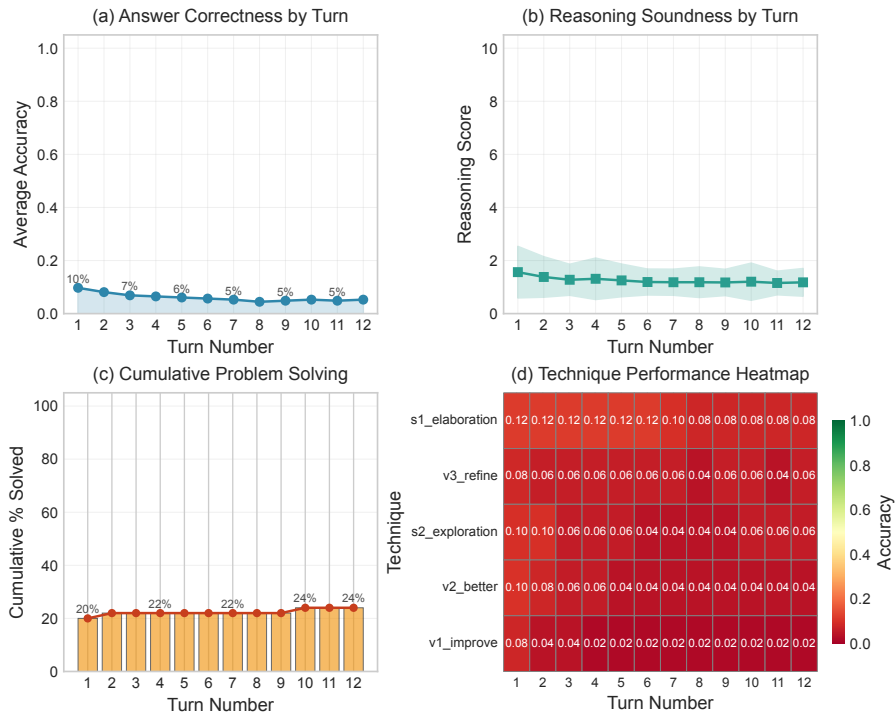 (a) Answer Correctness by Turn
1.0
0.8
0.6
0.4
0.2
0.0
Average Accuracy
10%
7%
6%
5%
5%
5%
1 2 3 4 5 6 7 8 9 10 11 12
Turn Number
(b) Reasoning Soundness by Turn
10
8
6
4
2
0
Reasoning Score
1 2 3 4 5 6 7 8 9 10 11 12
Turn Number
(c) Cumulative Problem Solving
100
80
60
40
20
0
Cumulative % Solved
20%
22%
22%
24%
24%
1 2 3 4 5 6 7 8 9 10 11 12
Turn Number
(d) Technique Performance Heatmap
Technique
s1_elaboration 0.12 0.12 0.12 0.12 0.12 0.12 0.10 0.08 0.08 0.08 0.08 0.08
v3_refine 0.08 0.06 0.06 0.06 0.06 0.06 0.06 0.04 0.06 0.06 0.04 0.06
s2_exploration 0.10 0.10 0.06 0.06 0.06 0.04 0.04 0.04 0.04 0.06 0.06 0.06
v2_better 0.10 0.08 0.06 0.06 0.04 0.04 0.04 0.04 0.04 0.04 0.04 0.04
v1_improve 0.08 0.04 0.04 0.02 0.02 0.02 0.02 0.02 0.02 0.02 0.02 0.02
1 2 3 4 5 6 7 8 9 10 11 12
Turn Number
1.0
0.8
0.6
0.4
0.2
0.0
Accuracy